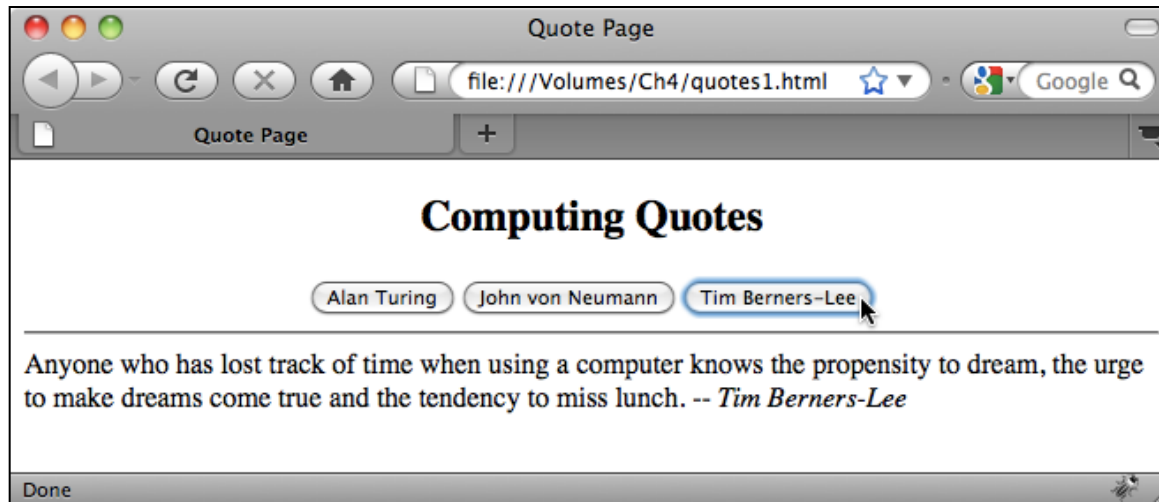 Quote Page
file:///Volumes/Ch4/quotes1.html
Google
Quote Page
Computing Quotes
Alan Turing John von Neumann Tim Berners-Lee
Anyone who has lost track of time when using a computer knows the propensity to dream, the urge
to make dreams come true and the tendency to miss lunch. -- Tim Berners-Lee
Done